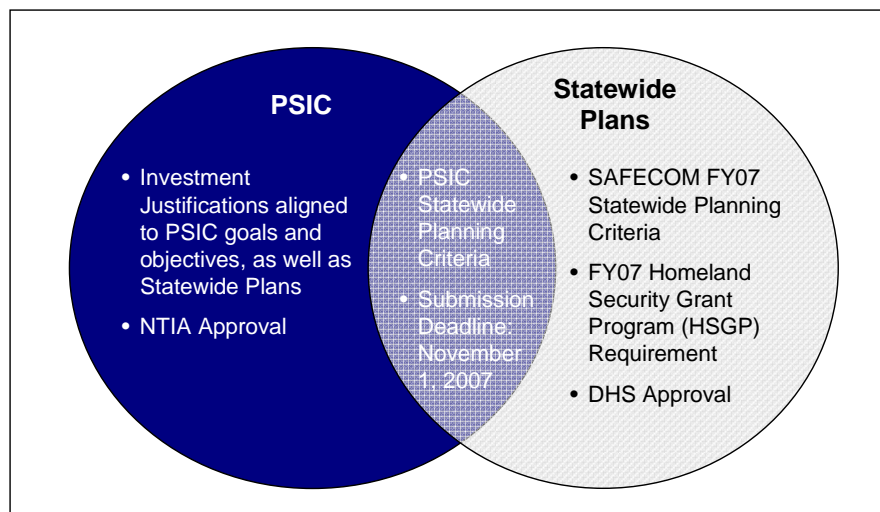 PSIC
• Investment
Justifications aligned
to PSIC goals and
objectives, as well as
Statewide Plans
• NTIA Approval
• PSIC
Statewide
Planning
Criteria
• Submission
Deadline:
November
1, 2007
Statewide
Plans
• SAFECOM FY07
Statewide Planning
Criteria
• FY07 Homeland
Security Grant
Program (HSGP)
Requirement
• DHS Approval